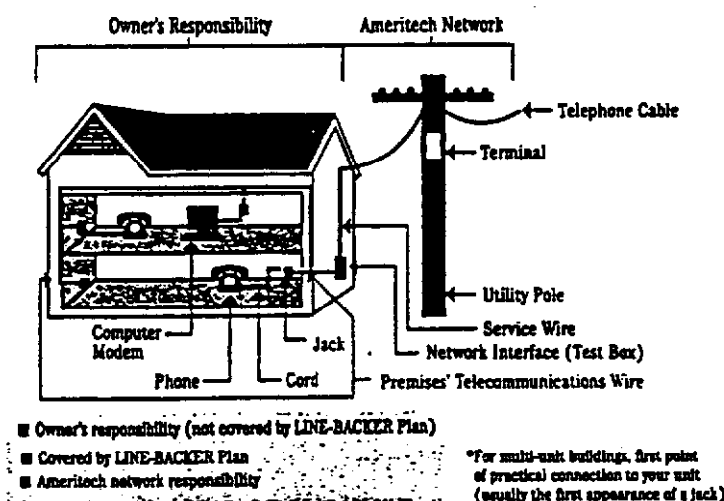 Owner's Responsibility
Ameritech Network
Telephone Cable
Terminal
Utility Pole
Service Wire
Network Interface (Test Box)
Premises' Telecommunications Wire
Computer
Modem
Jack
Phone
Cord
■ Owner's responsibility (not covered by LINE-BACKER Plan)
■ Covered by LINE-BACKER Plan
■ Ameritech network responsibility
*For multi-unit buildings, first point
of practical connection to your unit
(usually the first appearance of a jack)